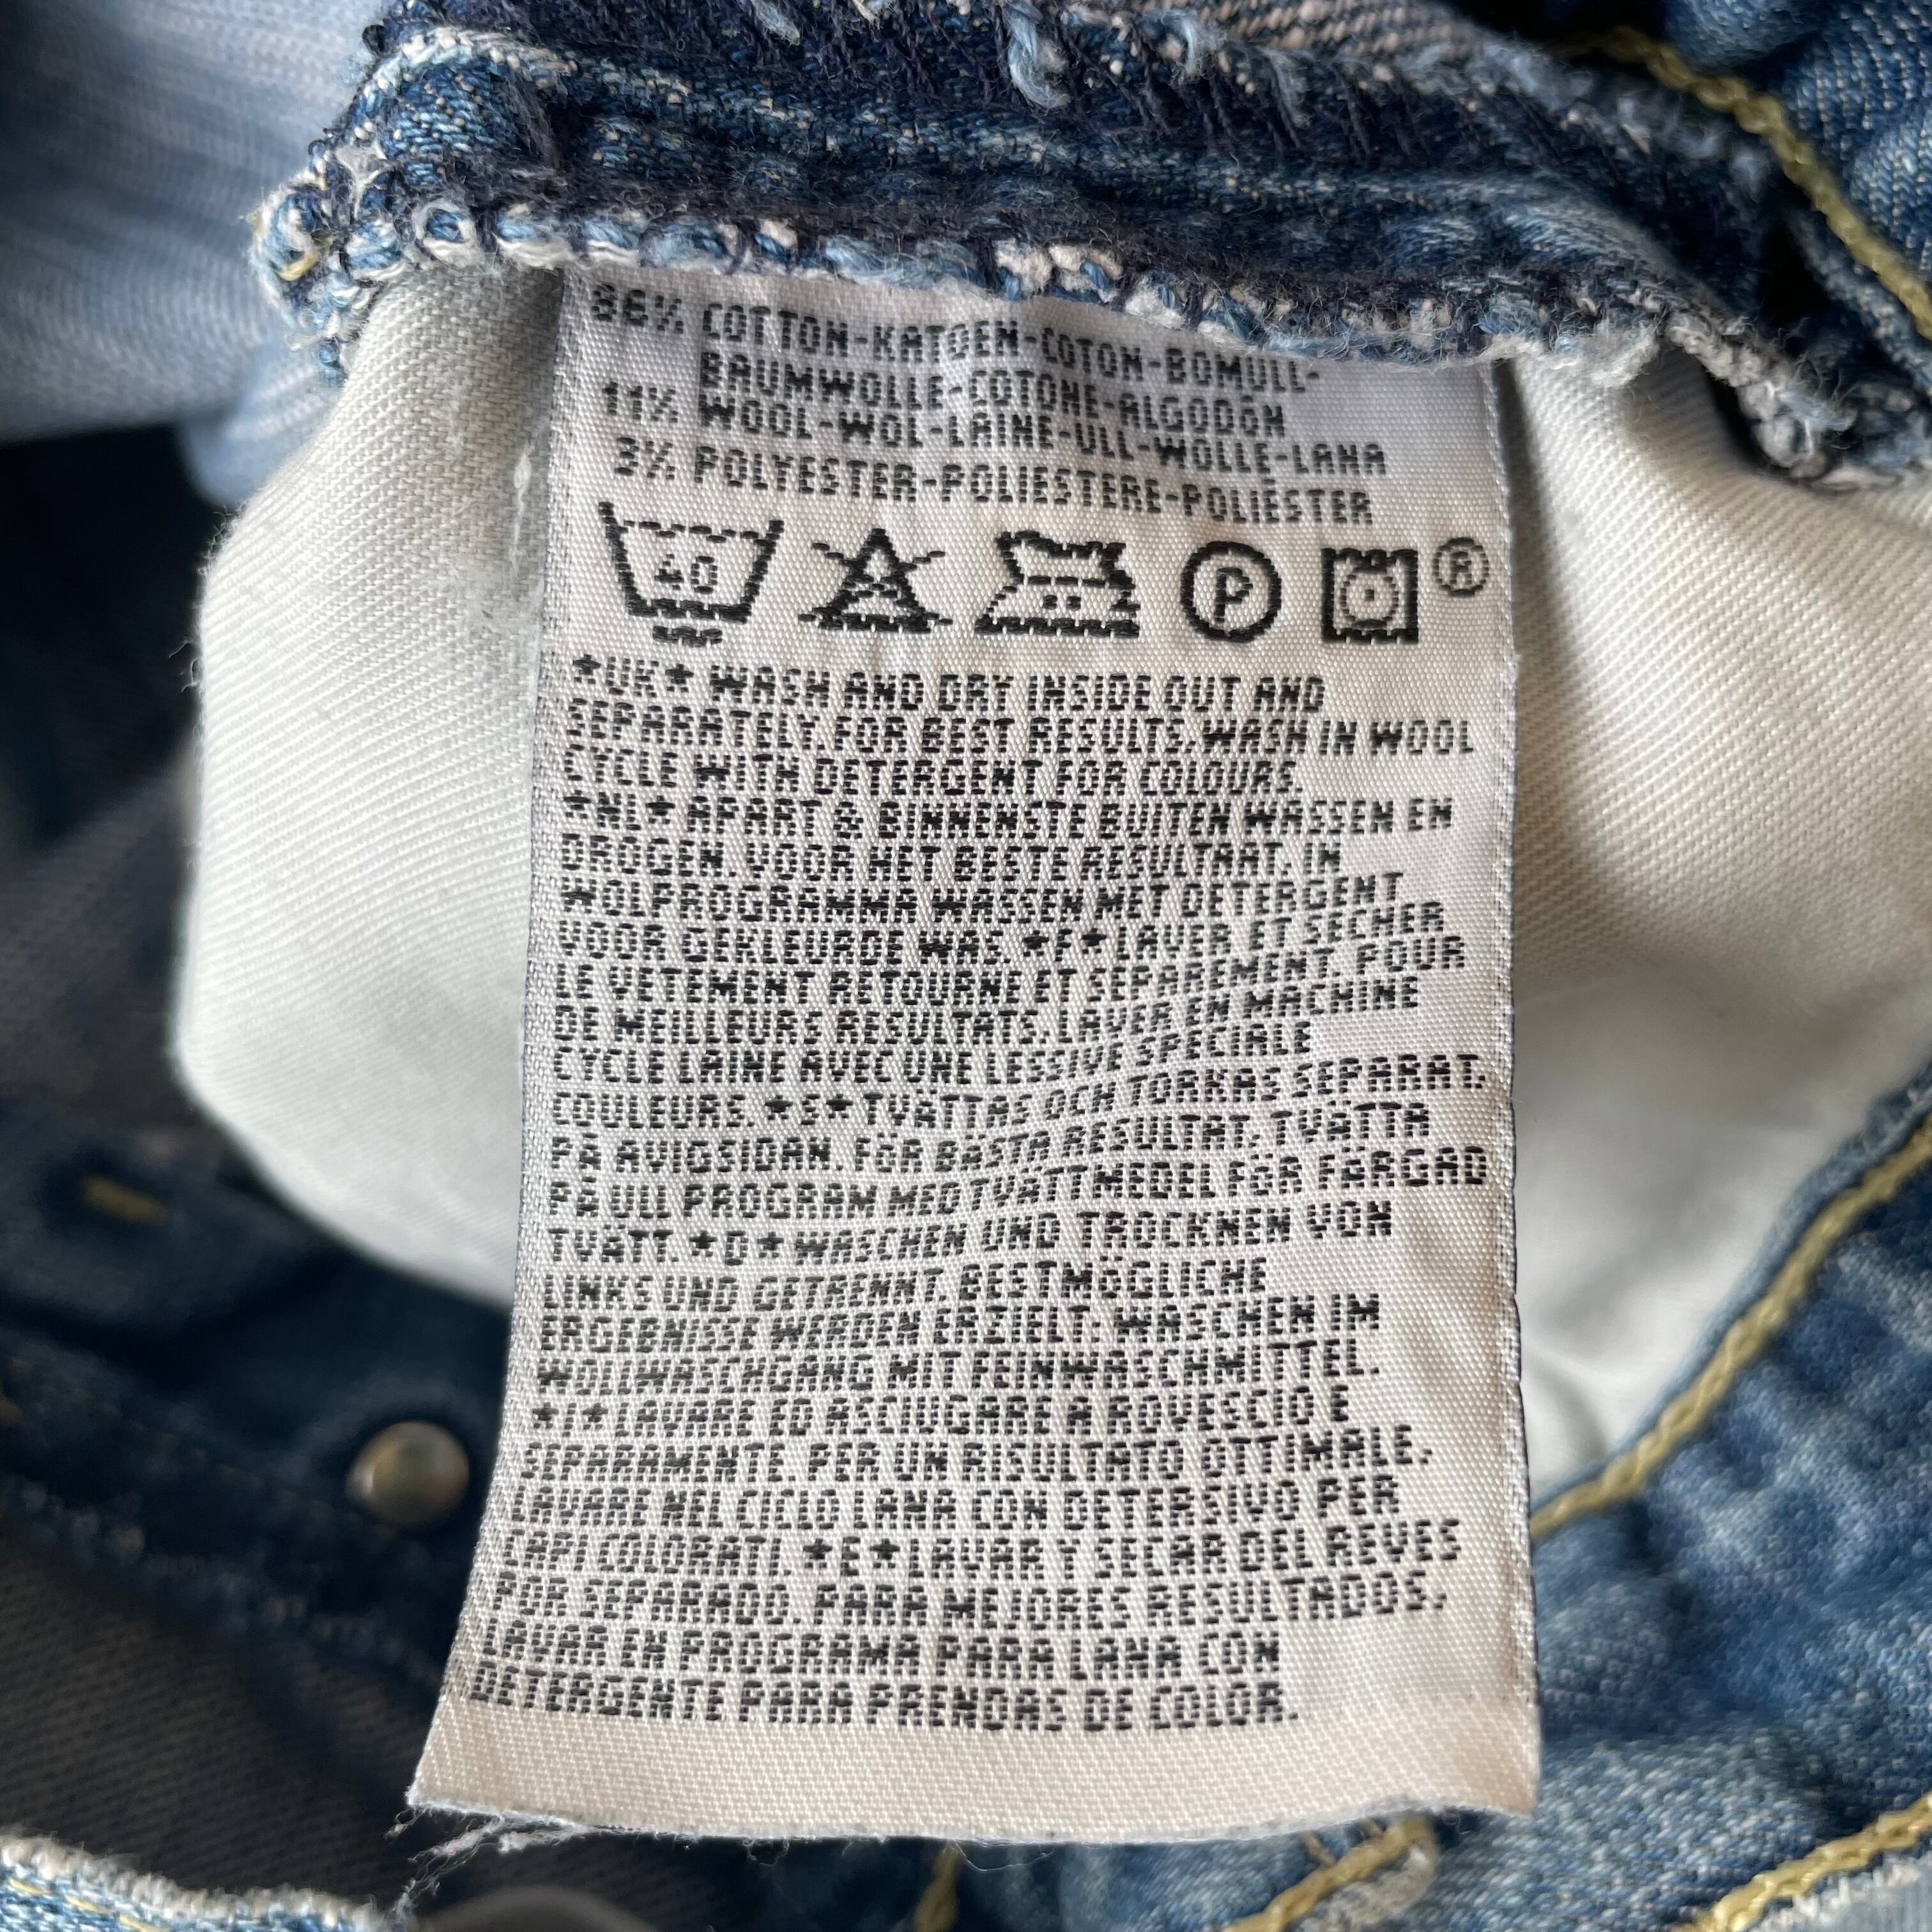 86% COTTON-KATOEN-COTON-BOMULL-
BAUMWOLLE-COTONE-ALGODÓN
11% WOOL-WOL-LAINE-ULL-WOLLE-LANA
3% POLYESTER-POLIESTERE-POLIÉSTER
40 P ®
*UK* WASH AND DRY INSIDE OUT AND
SEPARATELY. FOR BEST RESULTS, WASH IN WOOL
CYCLE WITH DETERGENT FOR COLOURS.
*NL* APART & BINNENSTE BUITEN WASSEN EN
DROGEN. VOOR HET BESTE RESULTAAT, IN
WOLPROGRAMMA WASSEN MET DETERGENT
VOOR GEKLEURDE WAS. *F* LAVER ET SECHER
LE VETEMENT RETOURNE ET SEPAREMENT. POUR
DE MEILLEURS RESULTATS, LAVER EN MACHINE
CYCLE LAINE AVEC UNE LESSIVE SPECIALE
COULEURS. *S* TVÄTTAS OCH TORKAS SEPARAT,
PÅ AVIGSIDAN. FÖR BÄSTA RESULTAT, TVÄTTA
PÅ ULL PROGRAM MED TVÄTTMEDEL FÖR FÄRGAD
TVÄTT. *D* WASCHEN UND TROCKNEN VON
LINKS UND GETRENNT. BESTMÖGLICHE
ERGEBNISSE WERDEN ERZIELT: WASCHEN IM
WOLLWASCHGANG MIT FEINWASCHMITTEL.
*I* LAVARE ED ASCIUGARE A ROVESCIO E
SEPARAMENTE. PER UN RISULTATO OTTIMALE,
LAVARE NEL CICLO LANA CON DETERSIVO PER
CAPI COLORATI. *E* LAVAR Y SECAR DEL REVES
POR SEPARADO. PARA MEJORES RESULTADOS,
LAVAR EN PROGRAMA PARA LANA CON
DETERGENTE PARA PRENDAS DE COLOR.